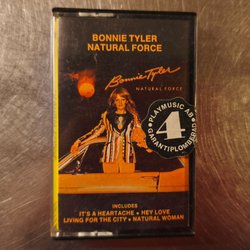 BONNIE TYLER
NATURAL FORCE
Bonnie Tyler
NATURAL FORCE
PLAYMUSIC AB
4
GARANTIPLOMBERAD
INCLUDES
IT'S A HEARTACHE • HEY LOVE
LIVING FOR THE CITY • NATURAL WOMAN